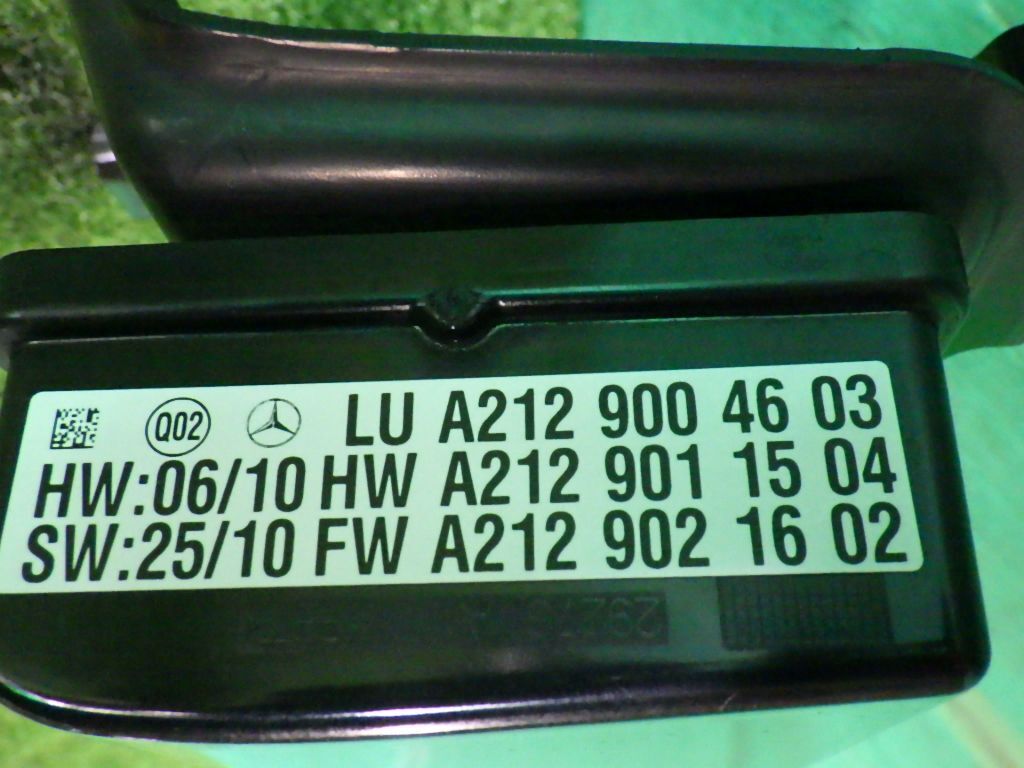 Q02 LU A212 900 46 03
HW:06/10 HW A212 901 15 04
SW:25/10 FW A212 902 16 02